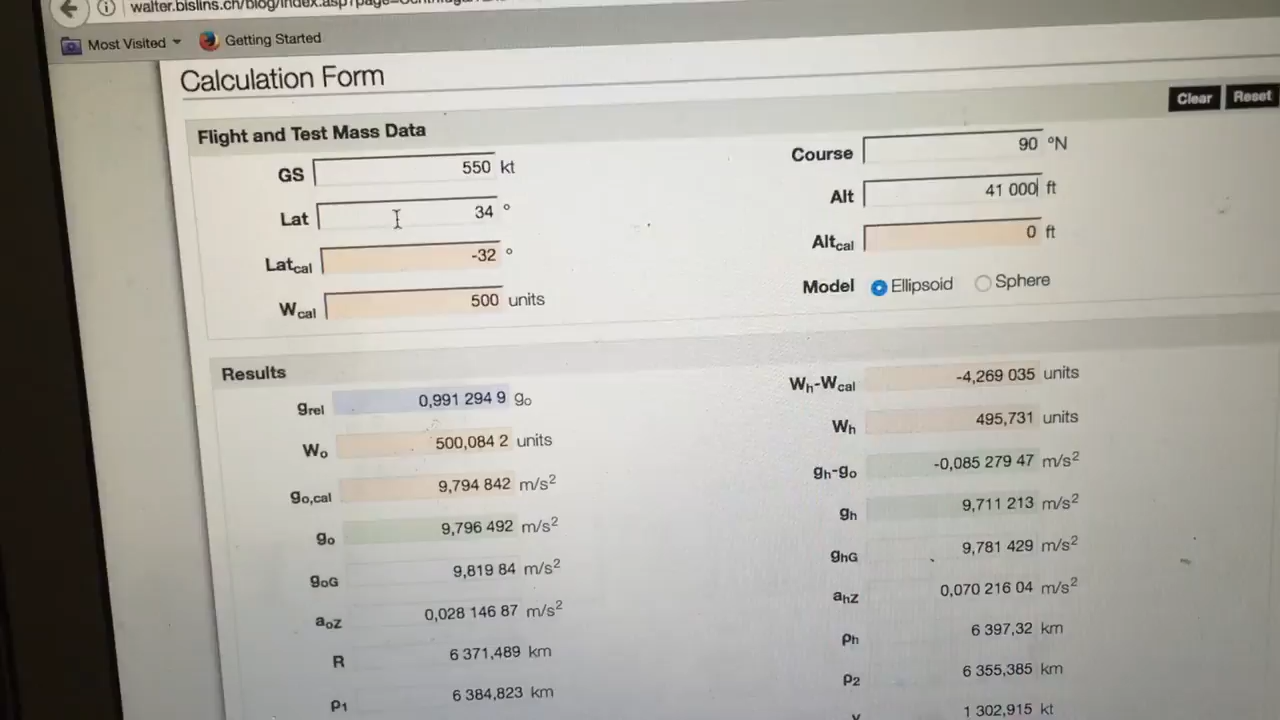 walter.bislins.ch/blog/index.asp?page=
Most Visited Getting Started
Calculation Form
Clear Reset
Flight and Test Mass Data
GS 550 kt Course 90 °N
Lat 34 ° Alt 41 000 ft
Latcal -32 ° Altcal 0 ft
Wcal 500 units Model Ellipsoid Sphere
Results
grel 0,991 294 9 go Wh-Wcal -4,269 035 units
Wo 500,084 2 units Wh 495,731 units
go,cal 9,794 842 m/s2 gh-go -0,085 279 47 m/s2
go 9,796 492 m/s2 gh 9,711 213 m/s2
goG 9,819 84 m/s2 ghG 9,781 429 m/s2
aoZ 0,028 146 87 m/s2 ahZ 0,070 216 04 m/s2
R 6 371,489 km ρh 6 397,32 km
ρ1 6 384,823 km ρ2 6 355,385 km
v 1 302,915 kt